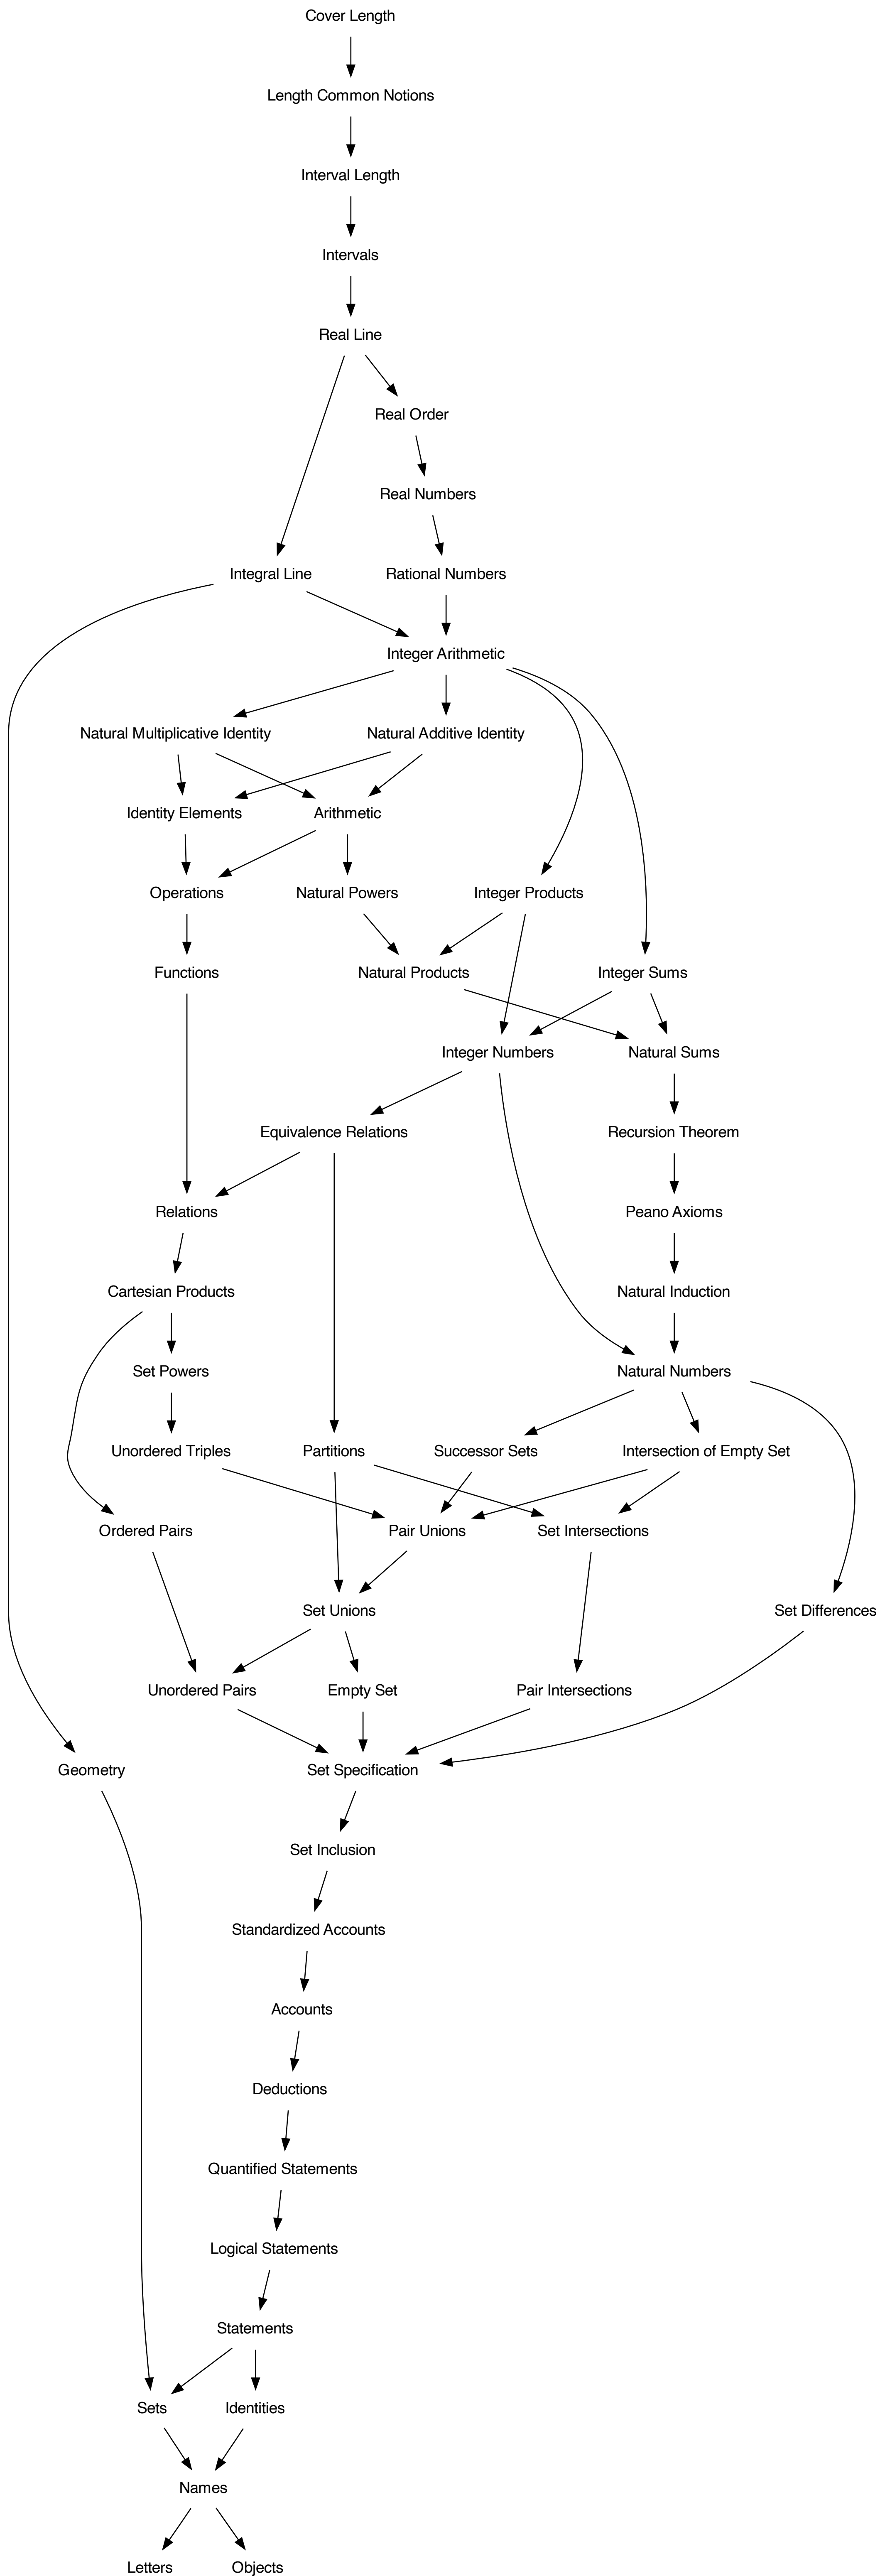 Cover Length
Length Common Notions
Interval Length
Intervals
Real Line
Real Order
Real Numbers
Integral Line
Rational Numbers
Integer Arithmetic
Natural Multiplicative Identity
Natural Additive Identity
Identity Elements
Arithmetic
Operations
Natural Powers
Integer Products
Functions
Natural Products
Integer Sums
Integer Numbers
Natural Sums
Equivalence Relations
Recursion Theorem
Relations
Peano Axioms
Cartesian Products
Natural Induction
Set Powers
Natural Numbers
Unordered Triples
Partitions
Successor Sets
Intersection of Empty Set
Ordered Pairs
Pair Unions
Set Intersections
Set Unions
Set Differences
Unordered Pairs
Empty Set
Pair Intersections
Geometry
Set Specification
Set Inclusion
Standardized Accounts
Accounts
Deductions
Quantified Statements
Logical Statements
Statements
Sets
Identities
Names
Letters
Objects